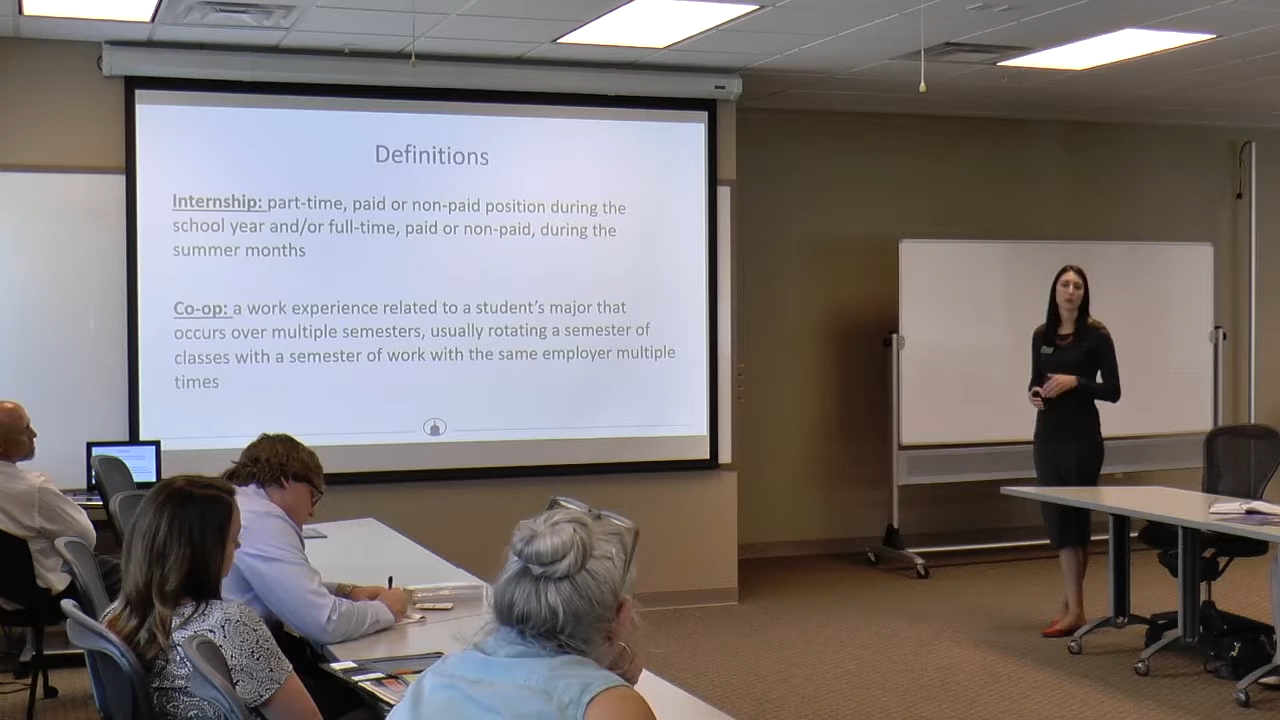 Definitions
Internship: part-time, paid or non-paid position during the
school year and/or full-time, paid or non-paid, during the
summer months
Co-op: a work experience related to a student's major that
occurs over multiple semesters, usually rotating a semester of
classes with a semester of work with the same employer multiple
times